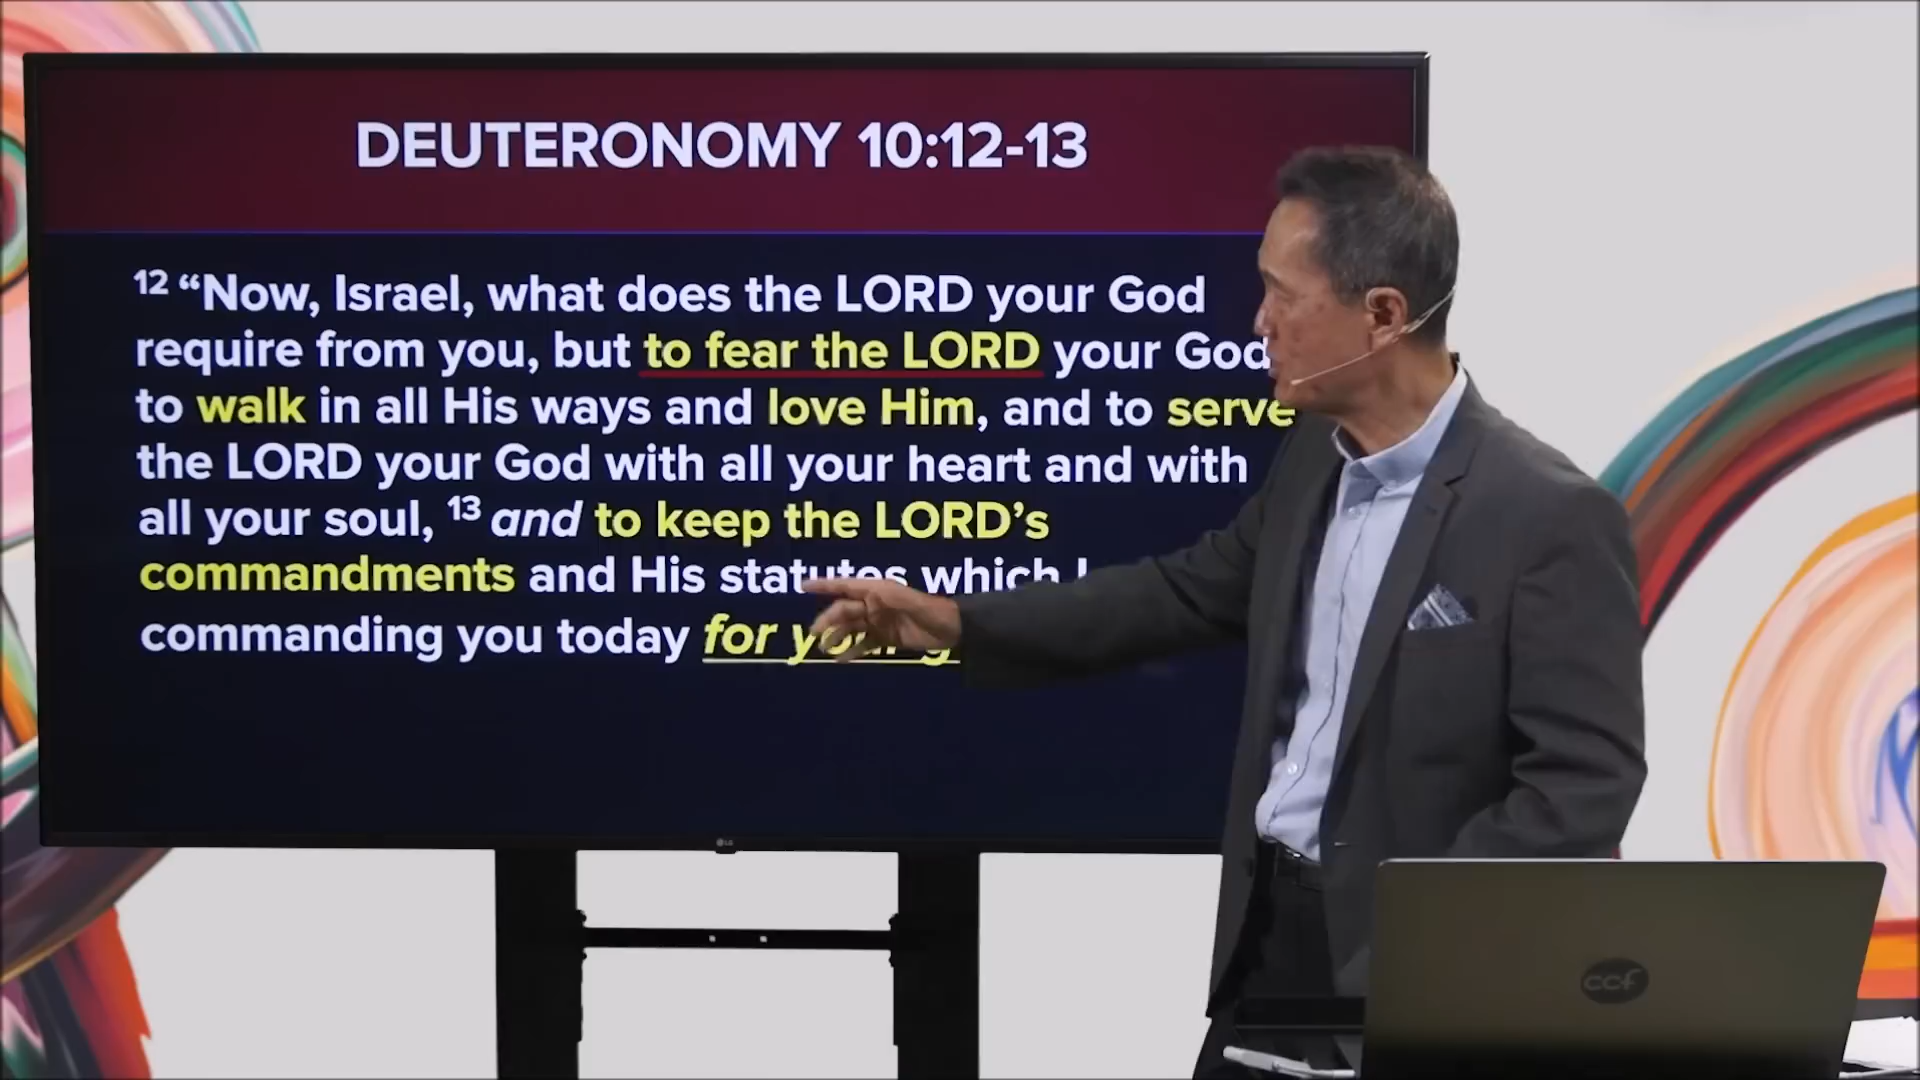 DEUTERONOMY 10:12-13
12 “Now, Israel, what does the LORD your God
require from you, but to fear the LORD your God
to walk in all His ways and love Him, and to serve
the LORD your God with all your heart and with
all your soul, 13 and to keep the LORD’s
commandments and His statutes which I
commanding you today for your
LG
ccf